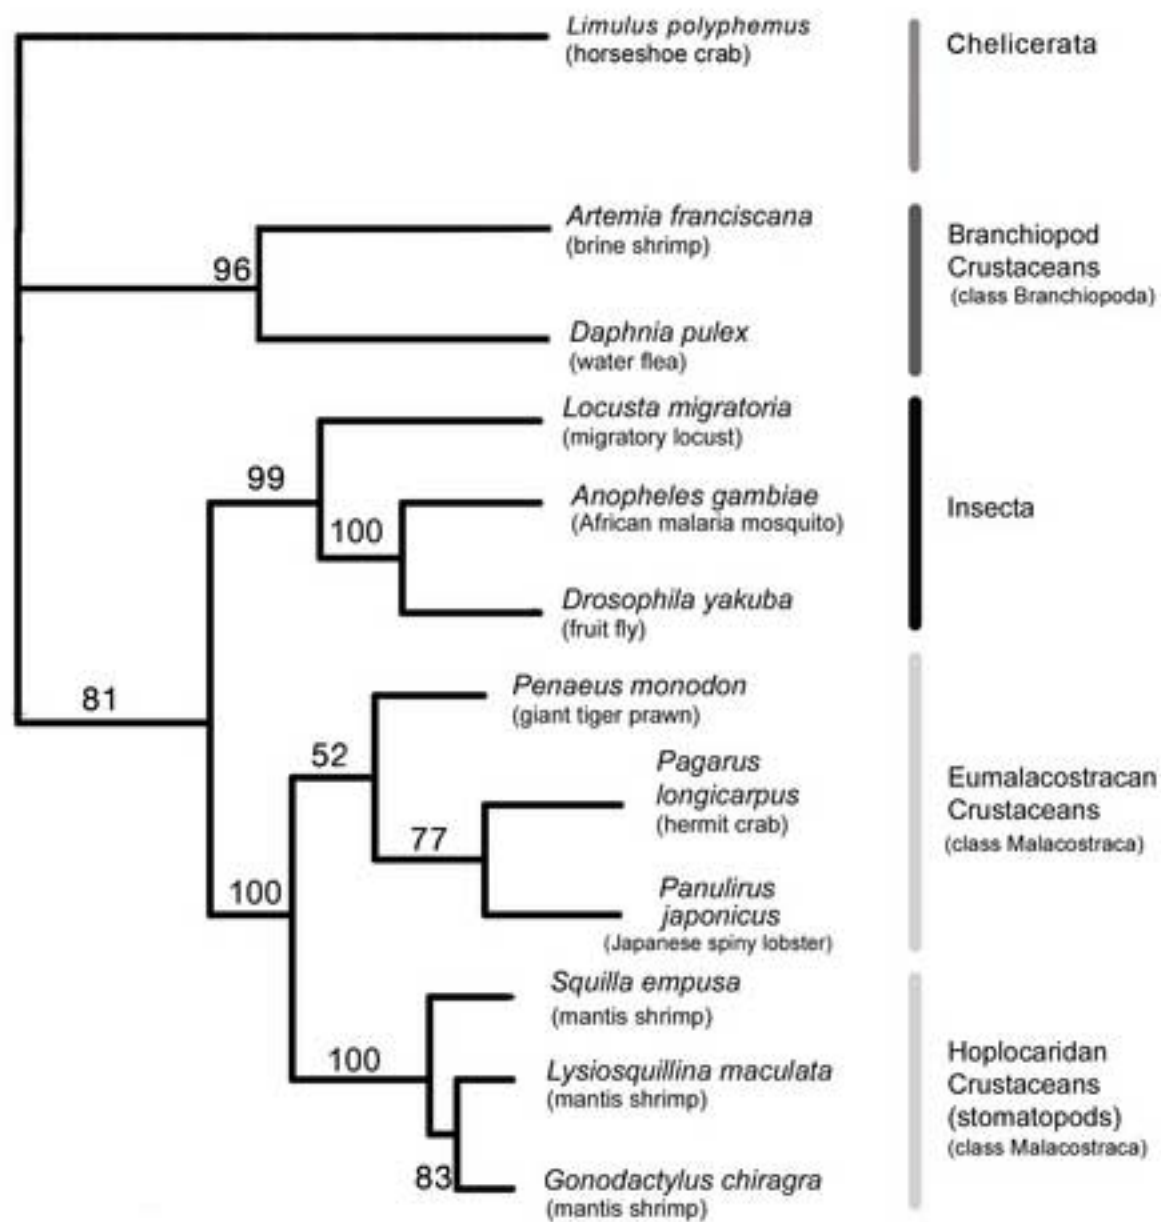 Limulus polyphemus
(horseshoe crab)
Chelicerata
Artemia franciscana
(brine shrimp)
96
Daphnia pulex
(water flea)
Branchiopod
Crustaceans
(class Branchiopoda)
Locusta migratoria
(migratory locust)
99
Anopheles gambiae
(African malaria mosquito)
100
Drosophila yakuba
(fruit fly)
Insecta
81
Penaeus monodon
(giant tiger prawn)
52
Pagarus
longicarpus
(hermit crab)
77
Panulirus
japonicus
(Japanese spiny lobster)
Eumalacostracan
Crustaceans
(class Malacostraca)
100
Squilla empusa
(mantis shrimp)
100
Lysiosquillina maculata
(mantis shrimp)
83
Gonodactylus chiragra
(mantis shrimp)
Hoplocaridan
Crustaceans
(stomatopods)
(class Malacostraca)